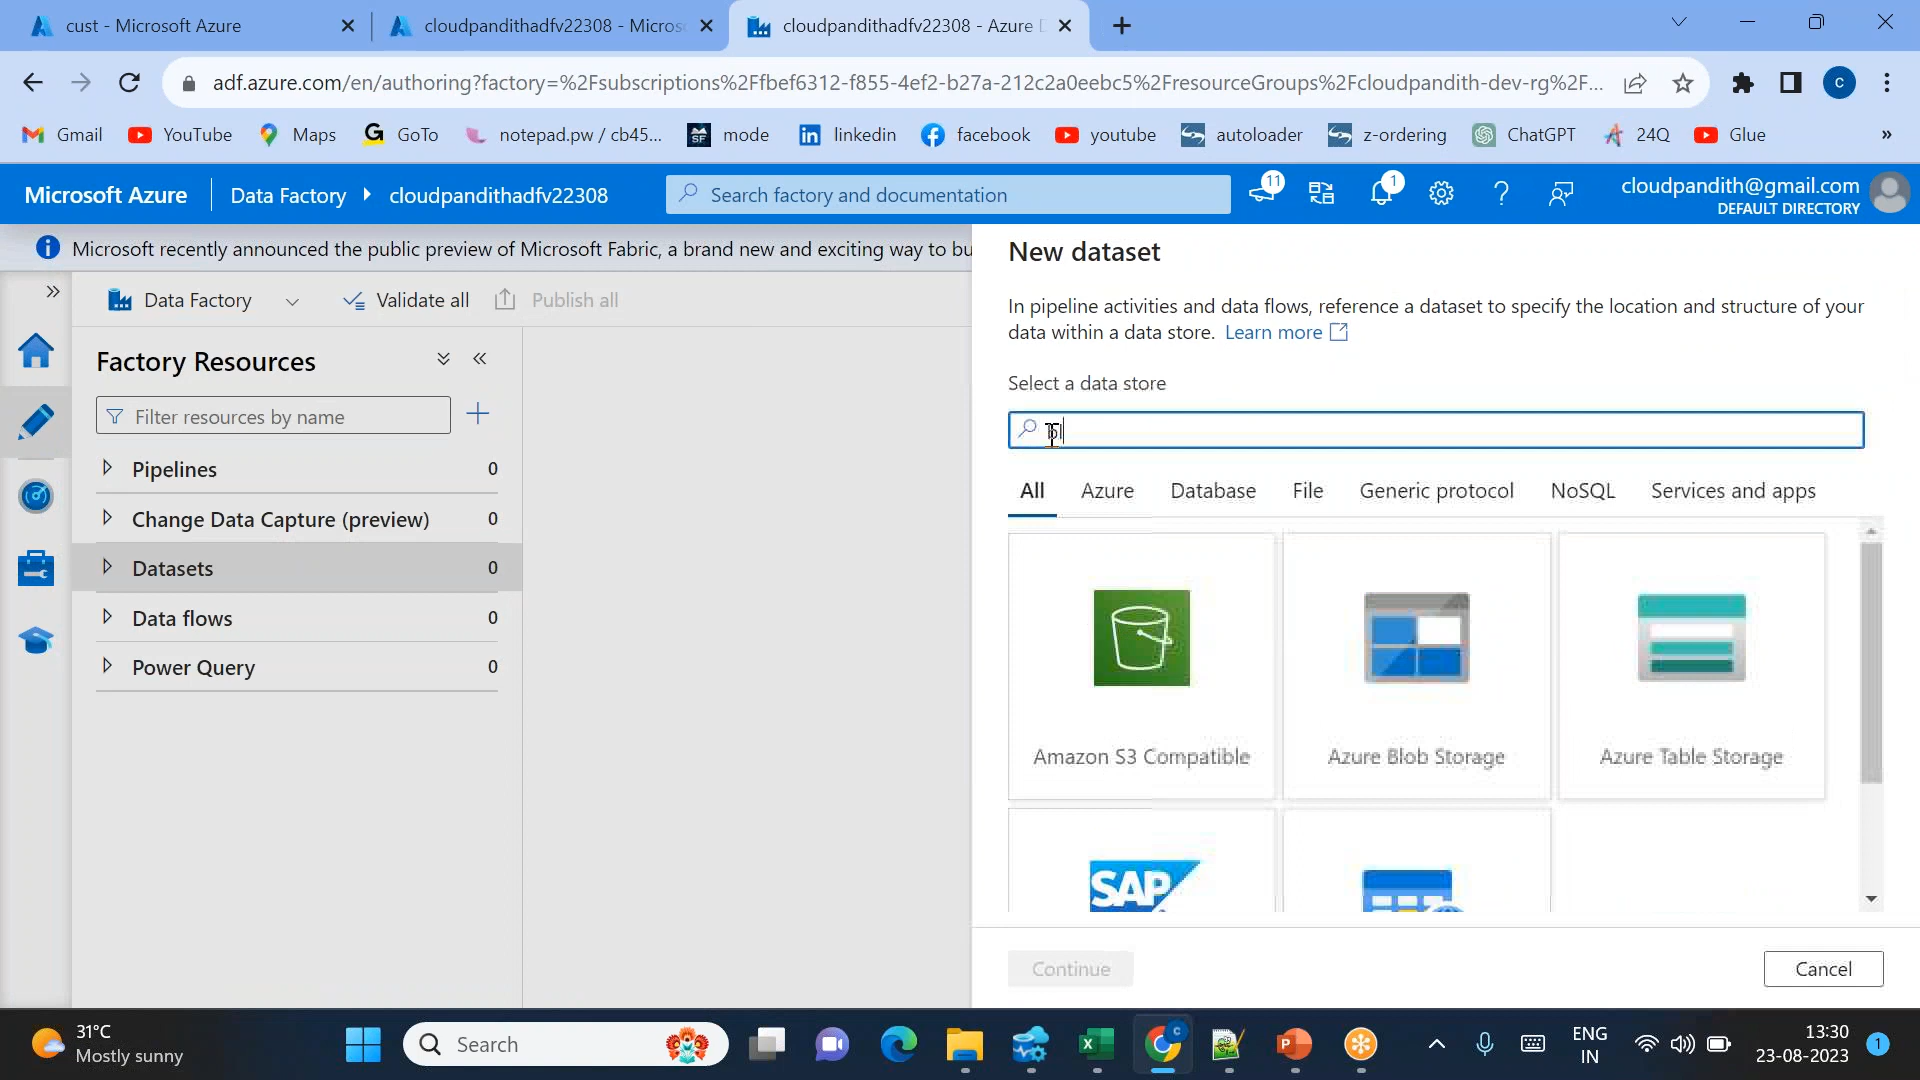 cust - Microsoft Azure
cloudpandithadfv22308 - Micros
cloudpandithadfv22308 - Azure D
adf.azure.com/en/authoring?factory=%2Fsubscriptions%2Ffbef6312-f855-4ef2-b27a-212c2a0eebc5%2FresourceGroups%2Fcloudpandith-dev-rg%2F...
c
Gmail
YouTube
Maps
GoTo
notepad.pw / cb45...
mode
linkedin
facebook
youtube
autoloader
z-ordering
ChatGPT
24Q
Glue
»
Microsoft Azure
Data Factory
cloudpandithadfv22308
Search factory and documentation
11
1
cloudpandith@gmail.com
DEFAULT DIRECTORY
Microsoft recently announced the public preview of Microsoft Fabric, a brand new and exciting way to bu
Data Factory
Validate all
Publish all
Factory Resources
Filter resources by name
Pipelines 0
Change Data Capture (preview) 0
Datasets 0
Data flows 0
Power Query 0
New dataset
In pipeline activities and data flows, reference a dataset to specify the location and structure of your
data within a data store. Learn more
Select a data store
bl
All
Azure
Database
File
Generic protocol
NoSQL
Services and apps
Amazon S3 Compatible
Azure Blob Storage
Azure Table Storage
SAP
Continue
Cancel
31°C
Mostly sunny
Search
ENG
IN
13:30
23-08-2023
1